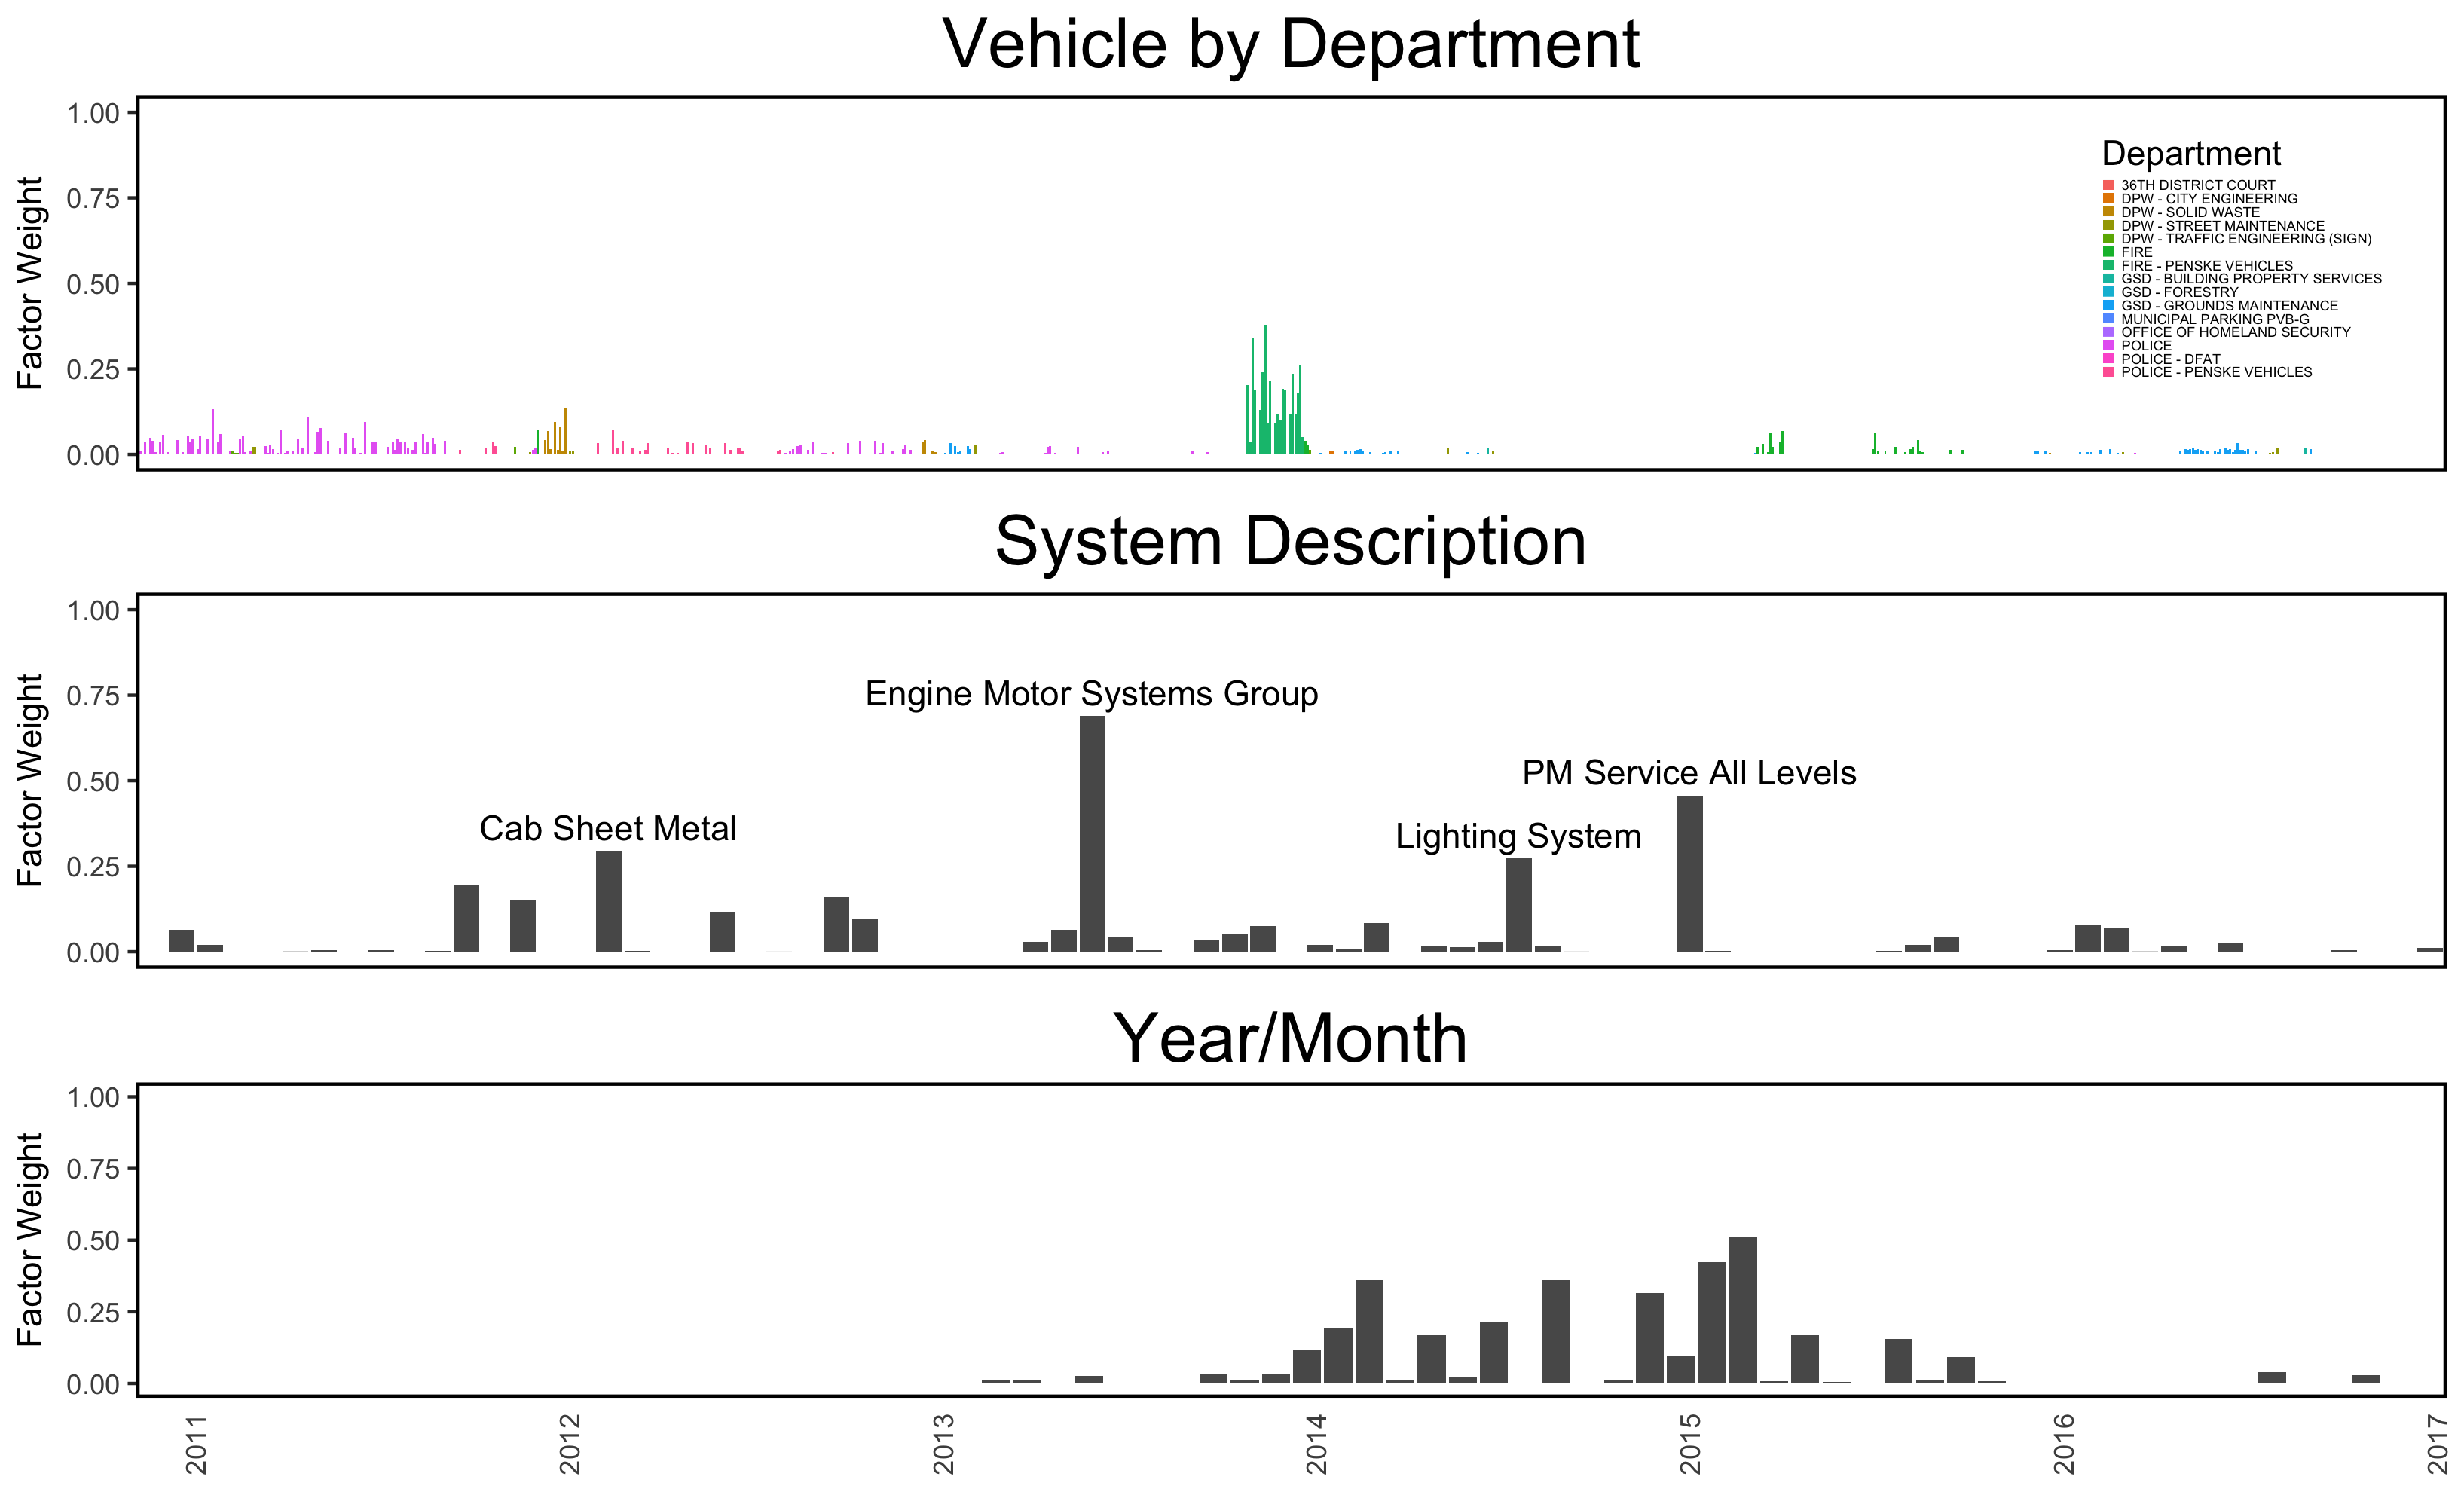 Vehicle by Department
Factor Weight
1.00
0.75
0.50
0.25
0.00
Department
36TH DISTRICT COURT
DPW - CITY ENGINEERING
DPW - SOLID WASTE
DPW - STREET MAINTENANCE
DPW - TRAFFIC ENGINEERING (SIGN)
FIRE
FIRE - PENSKE VEHICLES
GSD - BUILDING PROPERTY SERVICES
GSD - FORESTRY
GSD - GROUNDS MAINTENANCE
MUNICIPAL PARKING PVB-G
OFFICE OF HOMELAND SECURITY
POLICE
POLICE - DFAT
POLICE - PENSKE VEHICLES
System Description
Factor Weight
1.00
0.75
0.50
0.25
0.00
Engine Motor Systems Group
PM Service All Levels
Cab Sheet Metal
Lighting System
Year/Month
Factor Weight
1.00
0.75
0.50
0.25
0.00
2011
2012
2013
2014
2015
2016
2017